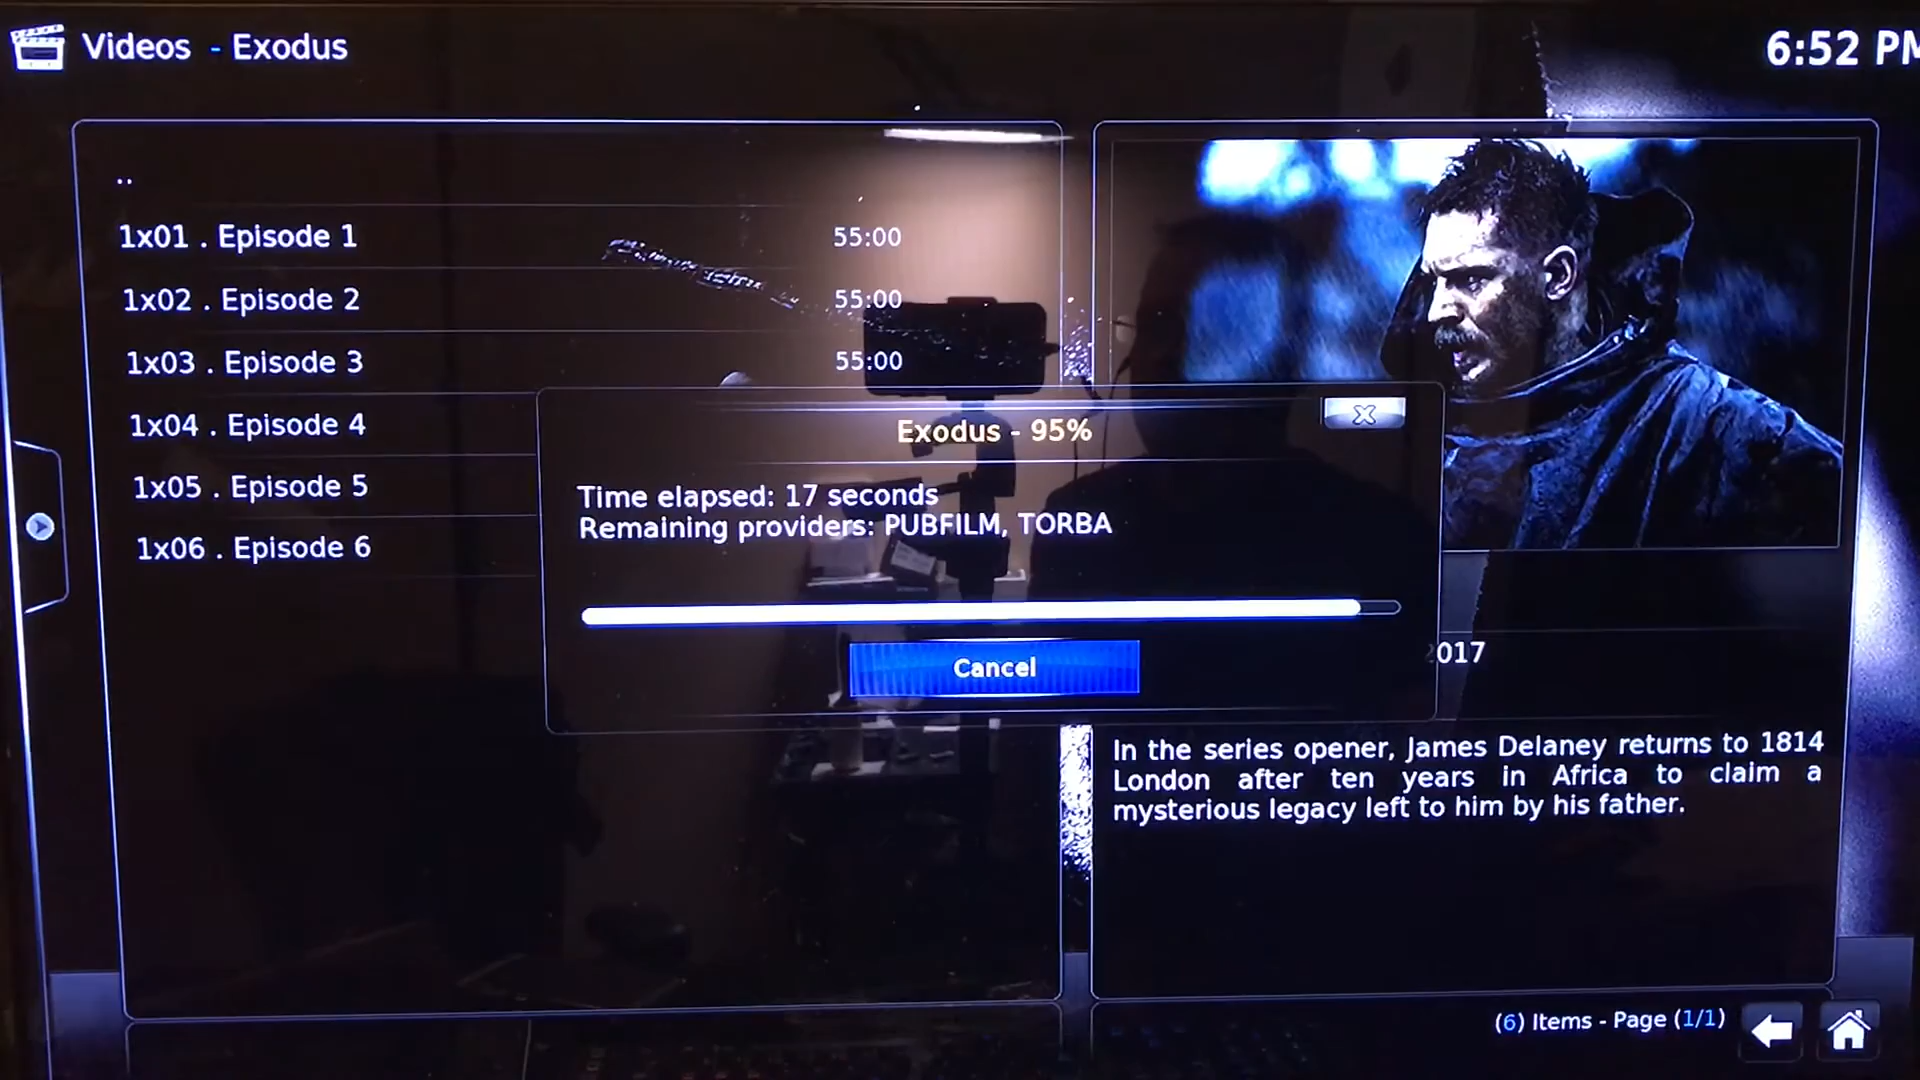 Videos - Exodus
6:52 PM
..
1x01 . Episode 1 55:00
1x02 . Episode 2 55:00
1x03 . Episode 3 55:00
1x04 . Episode 4
1x05 . Episode 5
1x06 . Episode 6
Exodus - 95%
Time elapsed: 17 seconds
Remaining providers: PUBFILM, TORBA
Cancel
2017
In the series opener, James Delaney returns to 1814
London after ten years in Africa to claim a
mysterious legacy left to him by his father.
(6) Items - Page (1/1)